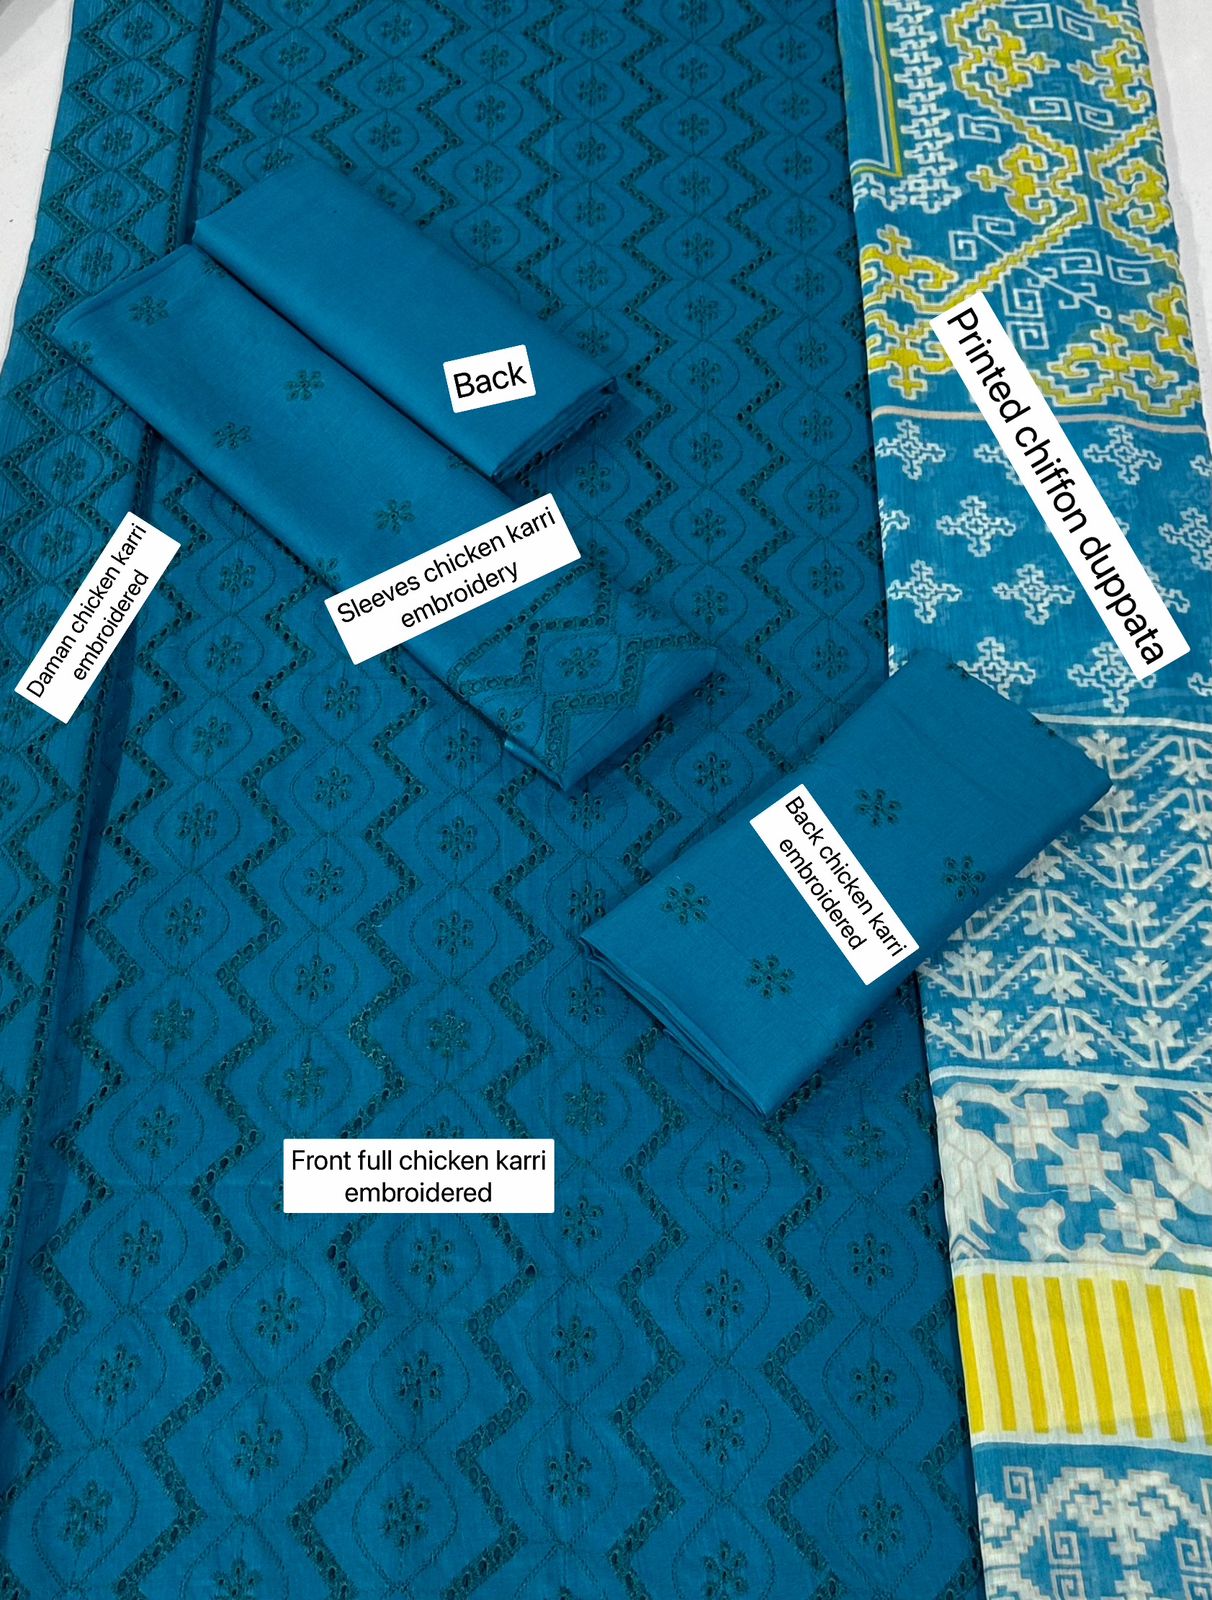 Back
Printed chiffon duppata
Sleeves chicken karri
embroidery
Daman chicken karri
embroidered
Back chicken karri
embroidered
Front full chicken karri
embroidered